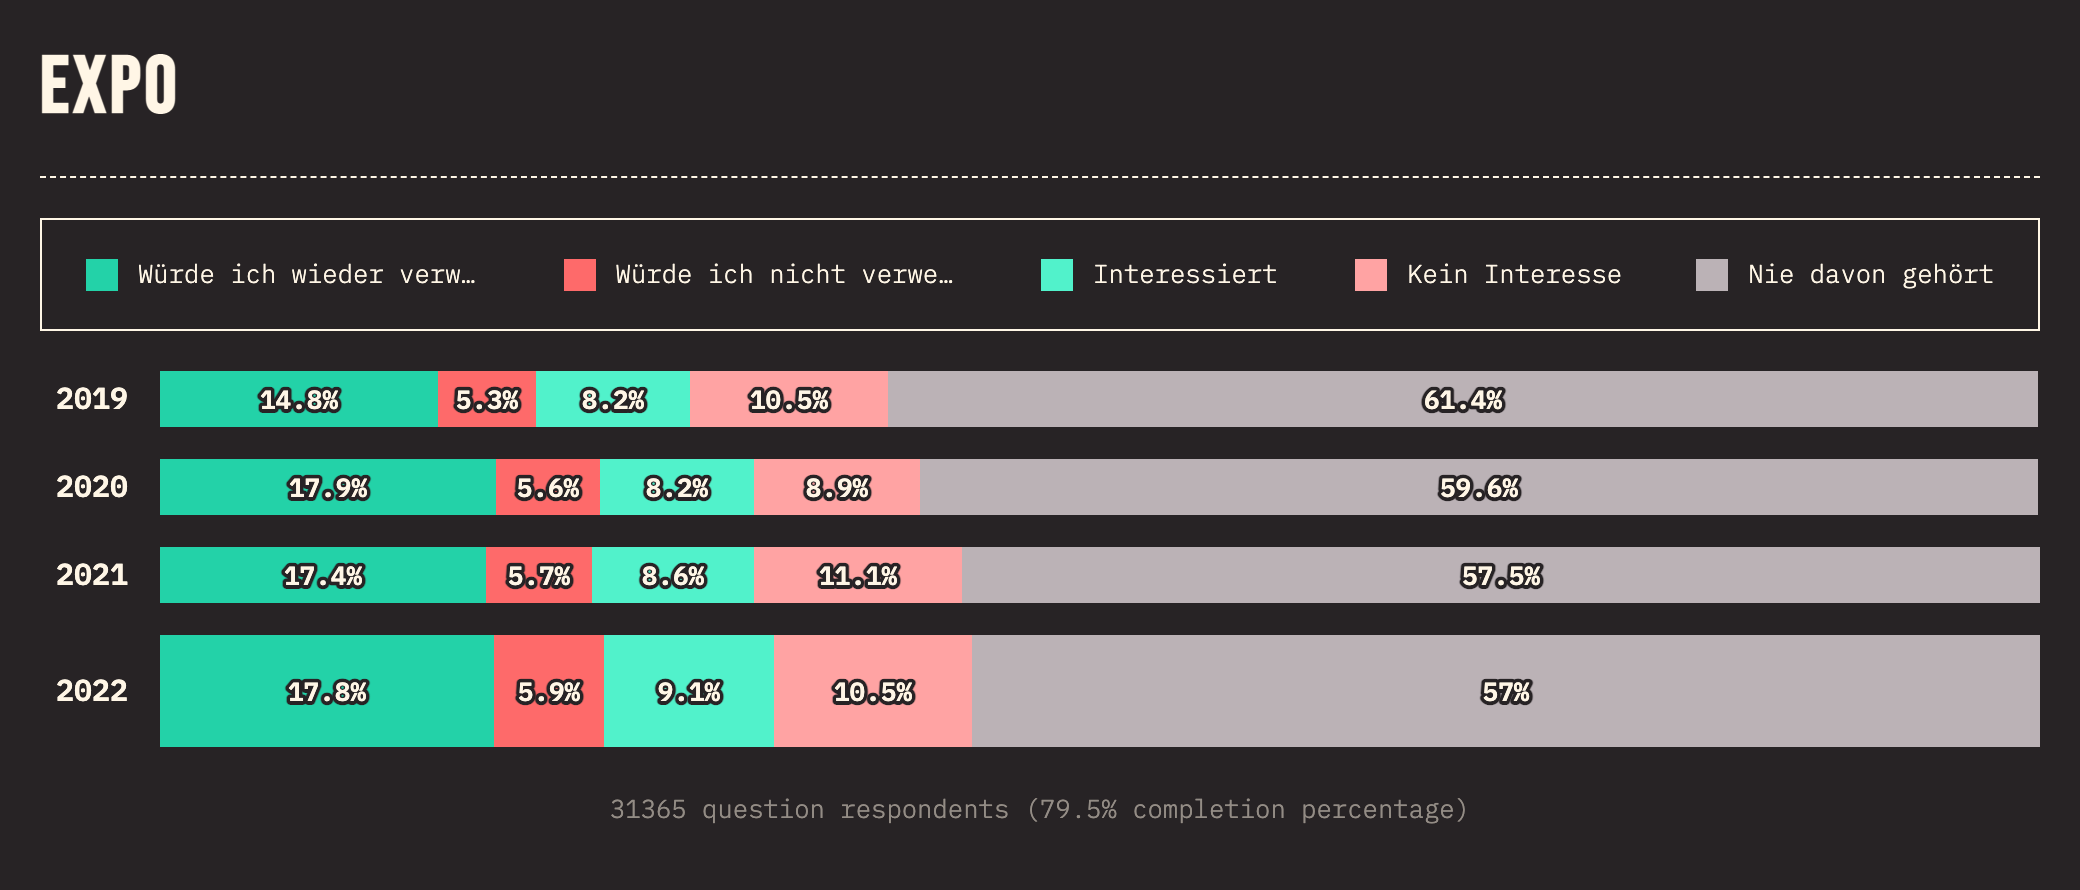 EXPO
Würde ich wieder verw… Würde ich nicht verwe… Interessiert Kein Interesse Nie davon gehört
2019 14.8% 5.3% 8.2% 10.5% 61.4%
2020 17.9% 5.6% 8.2% 8.9% 59.6%
2021 17.4% 5.7% 8.6% 11.1% 57.5%
2022 17.8% 5.9% 9.1% 10.5% 57%
31365 question respondents (79.5% completion percentage)